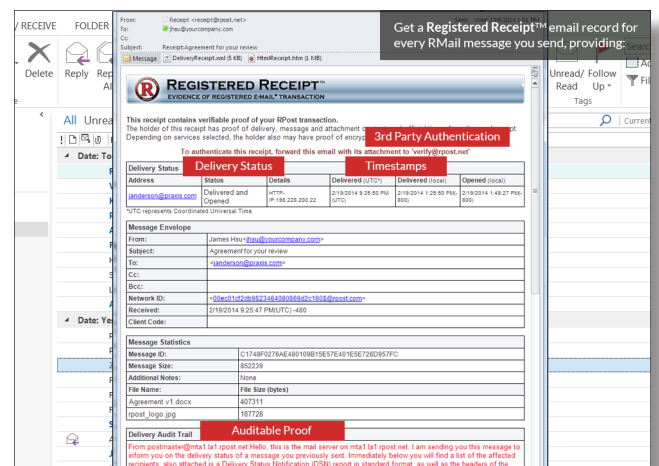 / RECEIVE FOLDER
Delete
Reply
Unread/ Follow
Read Up
Tags
All Unrea
Current
Date: To
Date: Ye
From: Receipt <receipt@rpost.net>
To: jhsu@yourcompany.com
Cc:
Subject: Receipt:Agreement for your review
Message DeliveryReceipt.xml (5 KB) HtmlReceipt.htm (1 MB)
Get a Registered Receipt™ email record for
every RMail message you send, providing:
REGISTERED RECEIPT™
EVIDENCE OF REGISTERED E-MAIL® TRANSACTION
This receipt contains verifiable proof of your RPost transaction.
The holder of this receipt has proof of delivery, message and attachment
Depending on services selected, the holder also may have proof of encryp
3rd Party Authentication
To authenticate this receipt, forward this email with its attachment to 'verify@rpost.net'
Delivery Status
Delivery Status
Timestamps
Address Status Details Delivered (UTC*) Delivered (local) Opened (local)
janderson@praxis.com Delivered and Opened HTTP-IP:198.228.200.22 2/19/2014 9:25:50 PM (UTC) 2/19/2014 1:25:50 PM(-800) 2/19/2014 1:49:27 PM(-800)
*UTC represents Coordinated Universal Time.
Message Envelope
From: James Hsu<jhsu@yourcompany.com>
Subject: Agreement for your review
To: <janderson@praxis.com>
Cc:
Bcc:
Network ID: <00ec01cf2db9$23464080$69d2c180$@rpost.com>
Received: 2/19/2014 9:25:47 PM(UTC) -480
Client Code:
Message Statistics
Message ID: C1748F0276AE480109B15E57E401E5E726D957FC
Message Size: 852239
Additional Notes: None
File Name: File Size (bytes)
Agreement v1.docx 407311
rpost_logo.jpg 187728
Delivery Audit Trail
Auditable Proof
From:postmaster@mta1.la1.rpost.net:Hello, this is the mail server on mta1.la1.rpost.net. I am sending you this message to
inform you on the delivery status of a message you previously sent. Immediately below you will find a list of the affected
recipients; also attached is a Delivery Status Notification (DSN) report in standard format, as well as the headers of the